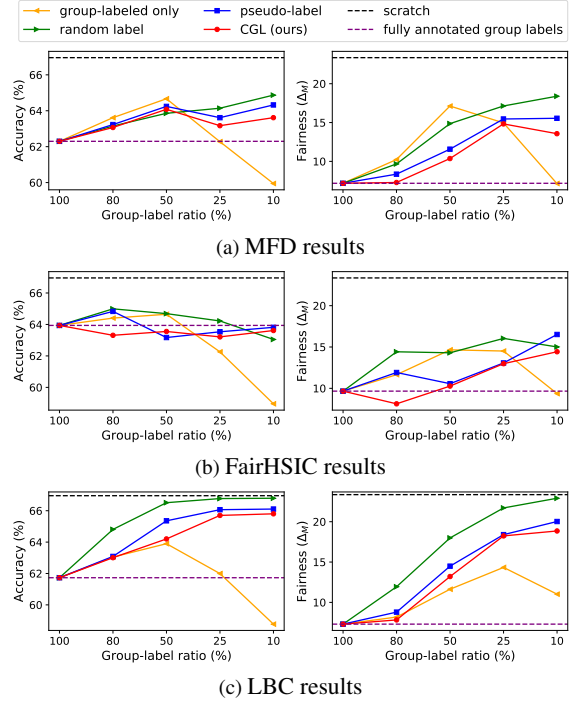 group-labeled only
pseudo-label
scratch
random label
CGL (ours)
fully annotated group labels
66
64
62
60
Accuracy (%)
100
80
50
25
10
Group-label ratio (%)
20
15
10
Fairness (Δ_M)
100
80
50
25
10
Group-label ratio (%)
(a) MFD results
66
64
62
60
Accuracy (%)
100
80
50
25
10
Group-label ratio (%)
20
15
10
Fairness (Δ_M)
100
80
50
25
10
Group-label ratio (%)
(b) FairHSIC results
66
64
62
60
Accuracy (%)
100
80
50
25
10
Group-label ratio (%)
20
15
10
Fairness (Δ_M)
100
80
50
25
10
Group-label ratio (%)
(c) LBC results